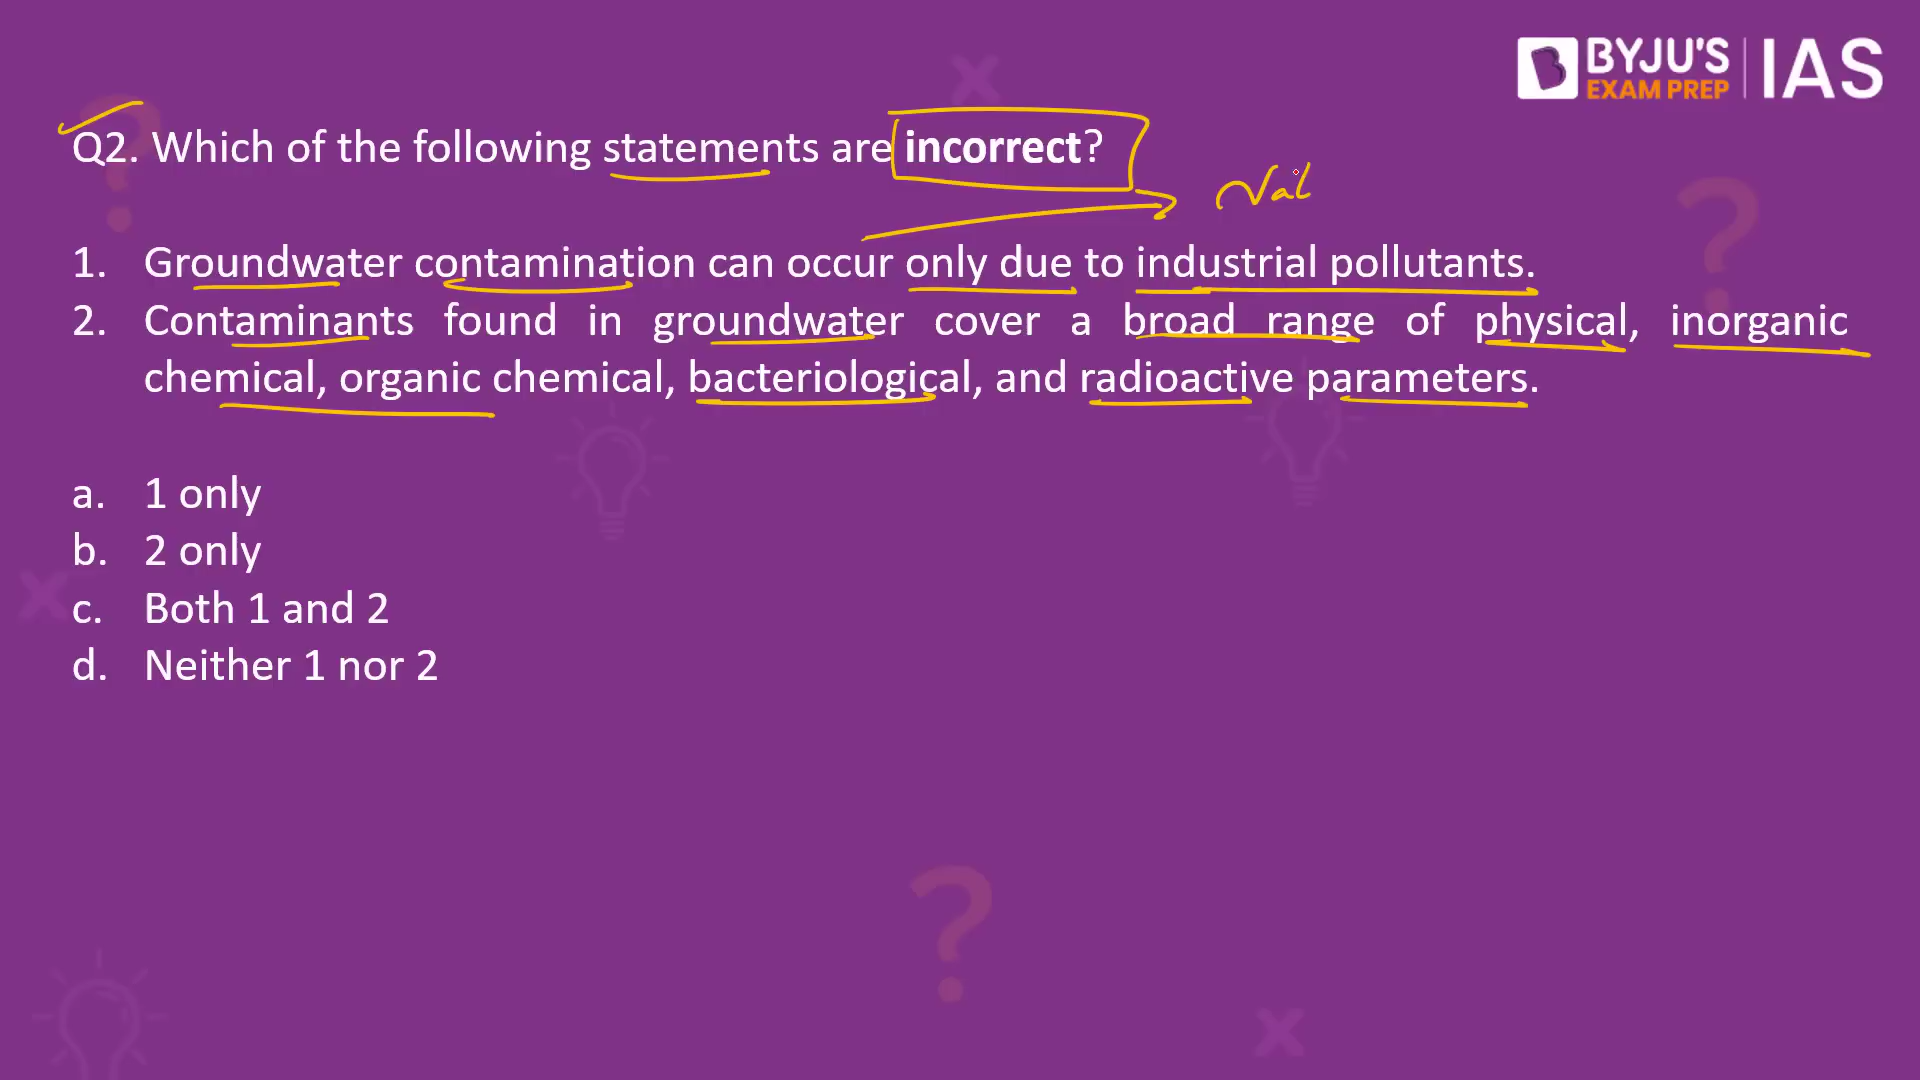 BYJU'S
EXAM PREP
IAS
Q2. Which of the following statements are incorrect?
1. Groundwater contamination can occur only due to industrial pollutants.
2. Contaminants found in groundwater cover a broad range of physical, inorganic
chemical, organic chemical, bacteriological, and radioactive parameters.
a. 1 only
b. 2 only
c. Both 1 and 2
d. Neither 1 nor 2